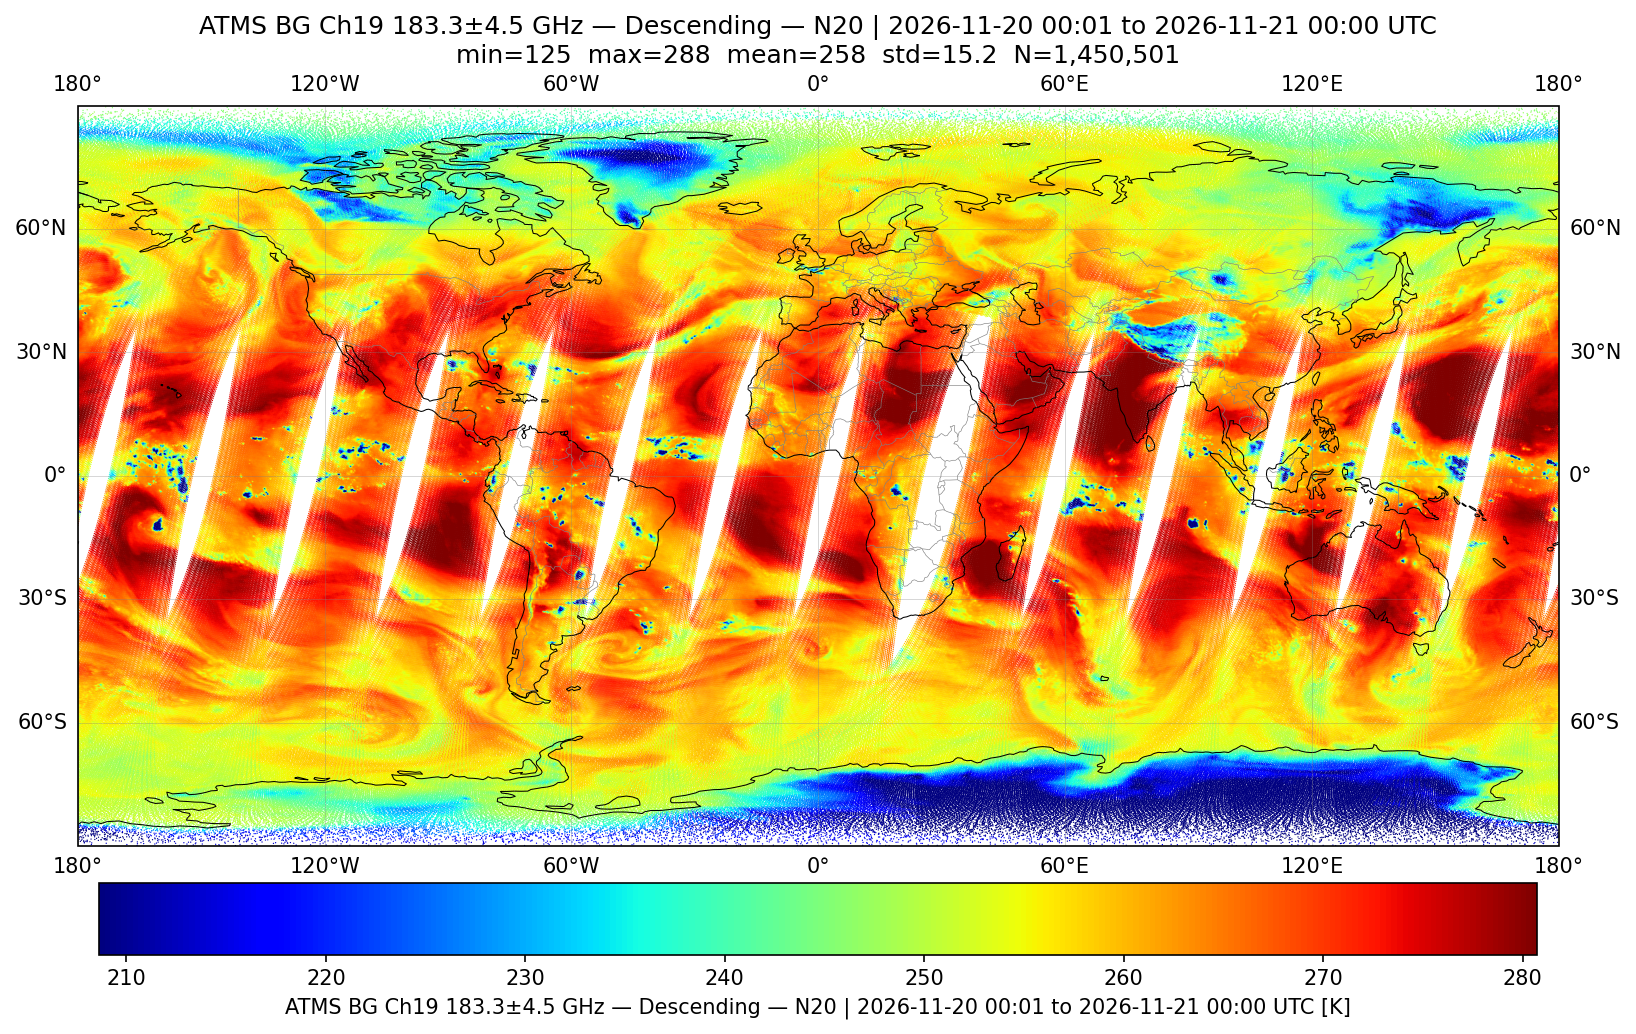 ATMS BG Ch19 183.3±4.5 GHz — Descending — N20 | 2026-11-20 00:01 to 2026-11-21 00:00 UTC
min=125 max=288 mean=258 std=15.2 N=1,450,501
180° 120°W 60°W 0° 60°E 120°E 180°
60°N 60°N
30°N 30°N
0° 0°
30°S 30°S
60°S 60°S
180° 120°W 60°W 0° 60°E 120°E 180°
210 220 230 240 250 260 270 280
ATMS BG Ch19 183.3±4.5 GHz — Descending — N20 | 2026-11-20 00:01 to 2026-11-21 00:00 UTC [K]